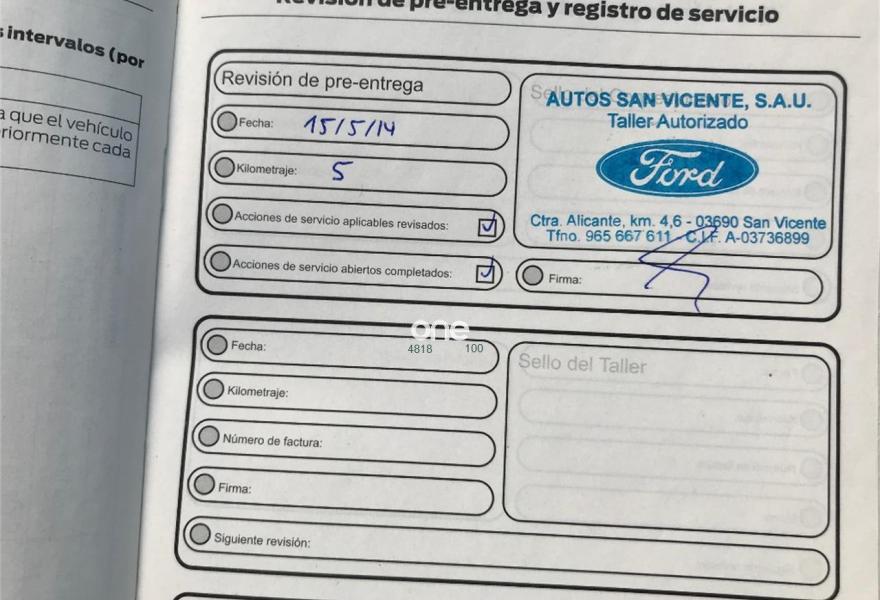 Revisión de pre-entrega y registro de servicio
intervalos (por
que el vehículo
riormente cada
Revisión de pre-entrega
Fecha: 15/5/14
Kilometraje: 5
Acciones de servicio aplicables revisados:
Acciones de servicio abiertos completados:
AUTOS SAN VICENTE, S.A.U.
Taller Autorizado
Ford
Ctra. Alicante, km. 4,6 - 03690 San Vicente
Tfno. 965 667 611 - C.I.F. A-03736899
Firma:
one
4818 100
Fecha:
Kilometraje:
Número de factura:
Firma:
Siguiente revisión:
Sello del Taller